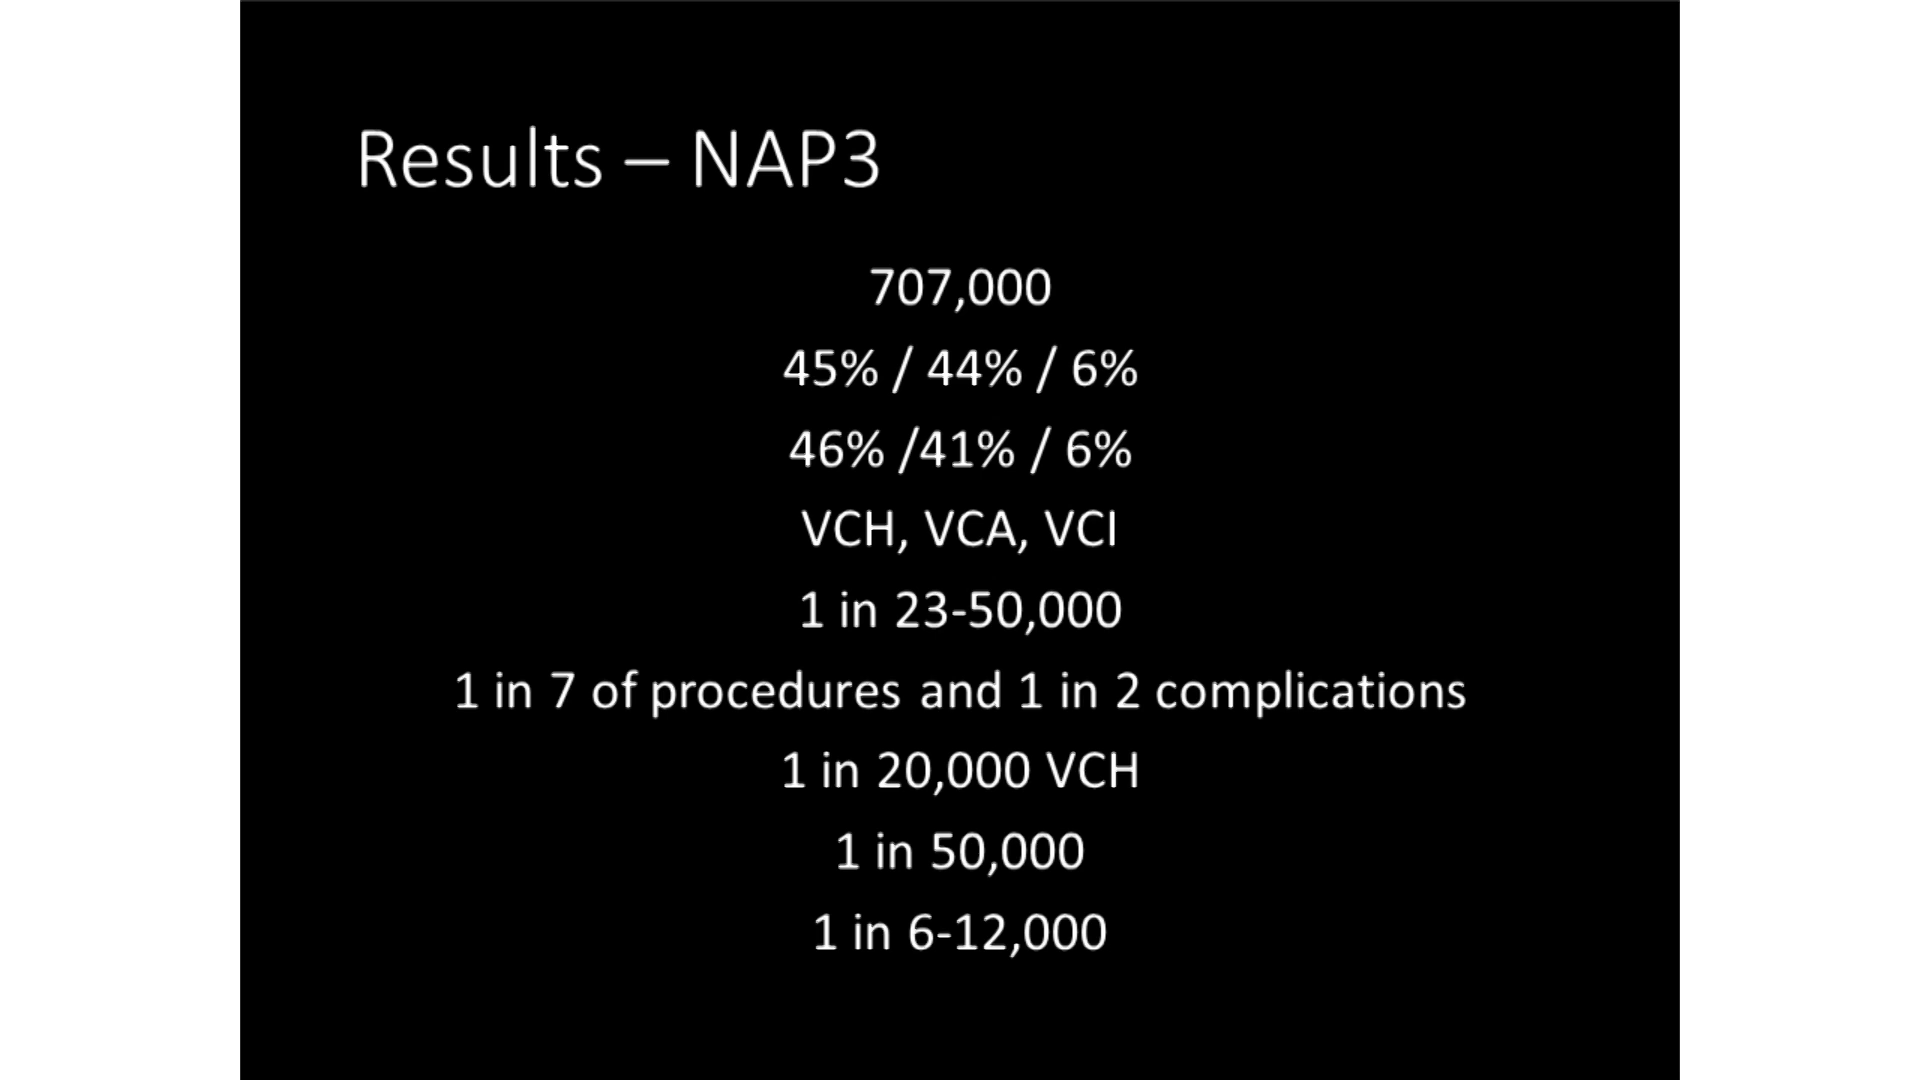 Results – NAP3
707,000
45% / 44% / 6%
46% /41% / 6%
VCH, VCA, VCI
1 in 23-50,000
1 in 7 of procedures and 1 in 2 complications
1 in 20,000 VCH
1 in 50,000
1 in 6-12,000